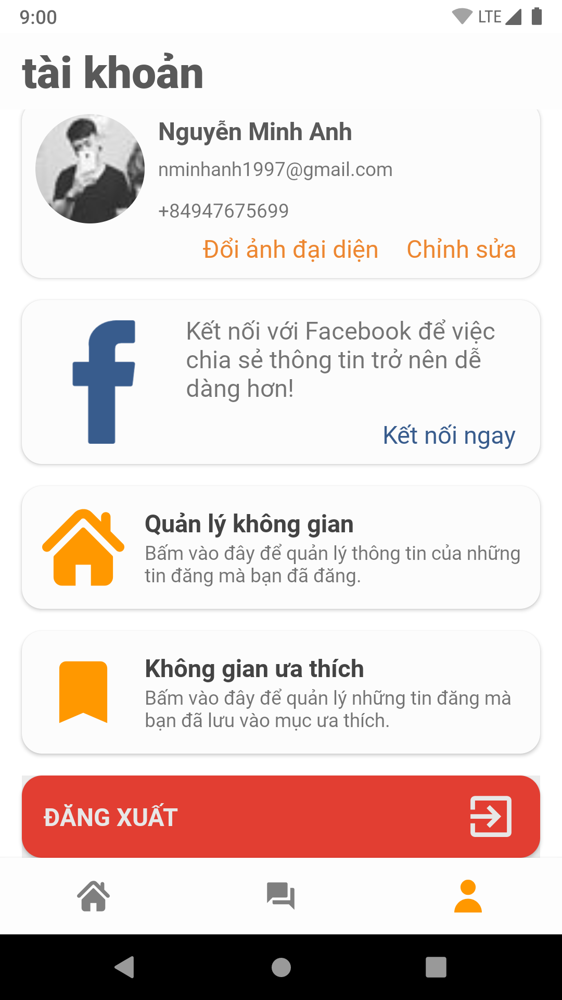 9:00
LTE
tài khoản
Nguyễn Minh Anh
nminhanh1997@gmail.com
+84947675699
Đổi ảnh đại diện
Chỉnh sửa
Kết nối với Facebook để việc
chia sẻ thông tin trở nên dễ
dàng hơn!
Kết nối ngay
Quản lý không gian
Bấm vào đây để quản lý thông tin của những
tin đăng mà bạn đã đăng.
Không gian ưa thích
Bấm vào đây để quản lý những tin đăng mà
bạn đã lưu vào mục ưa thích.
ĐĂNG XUẤT